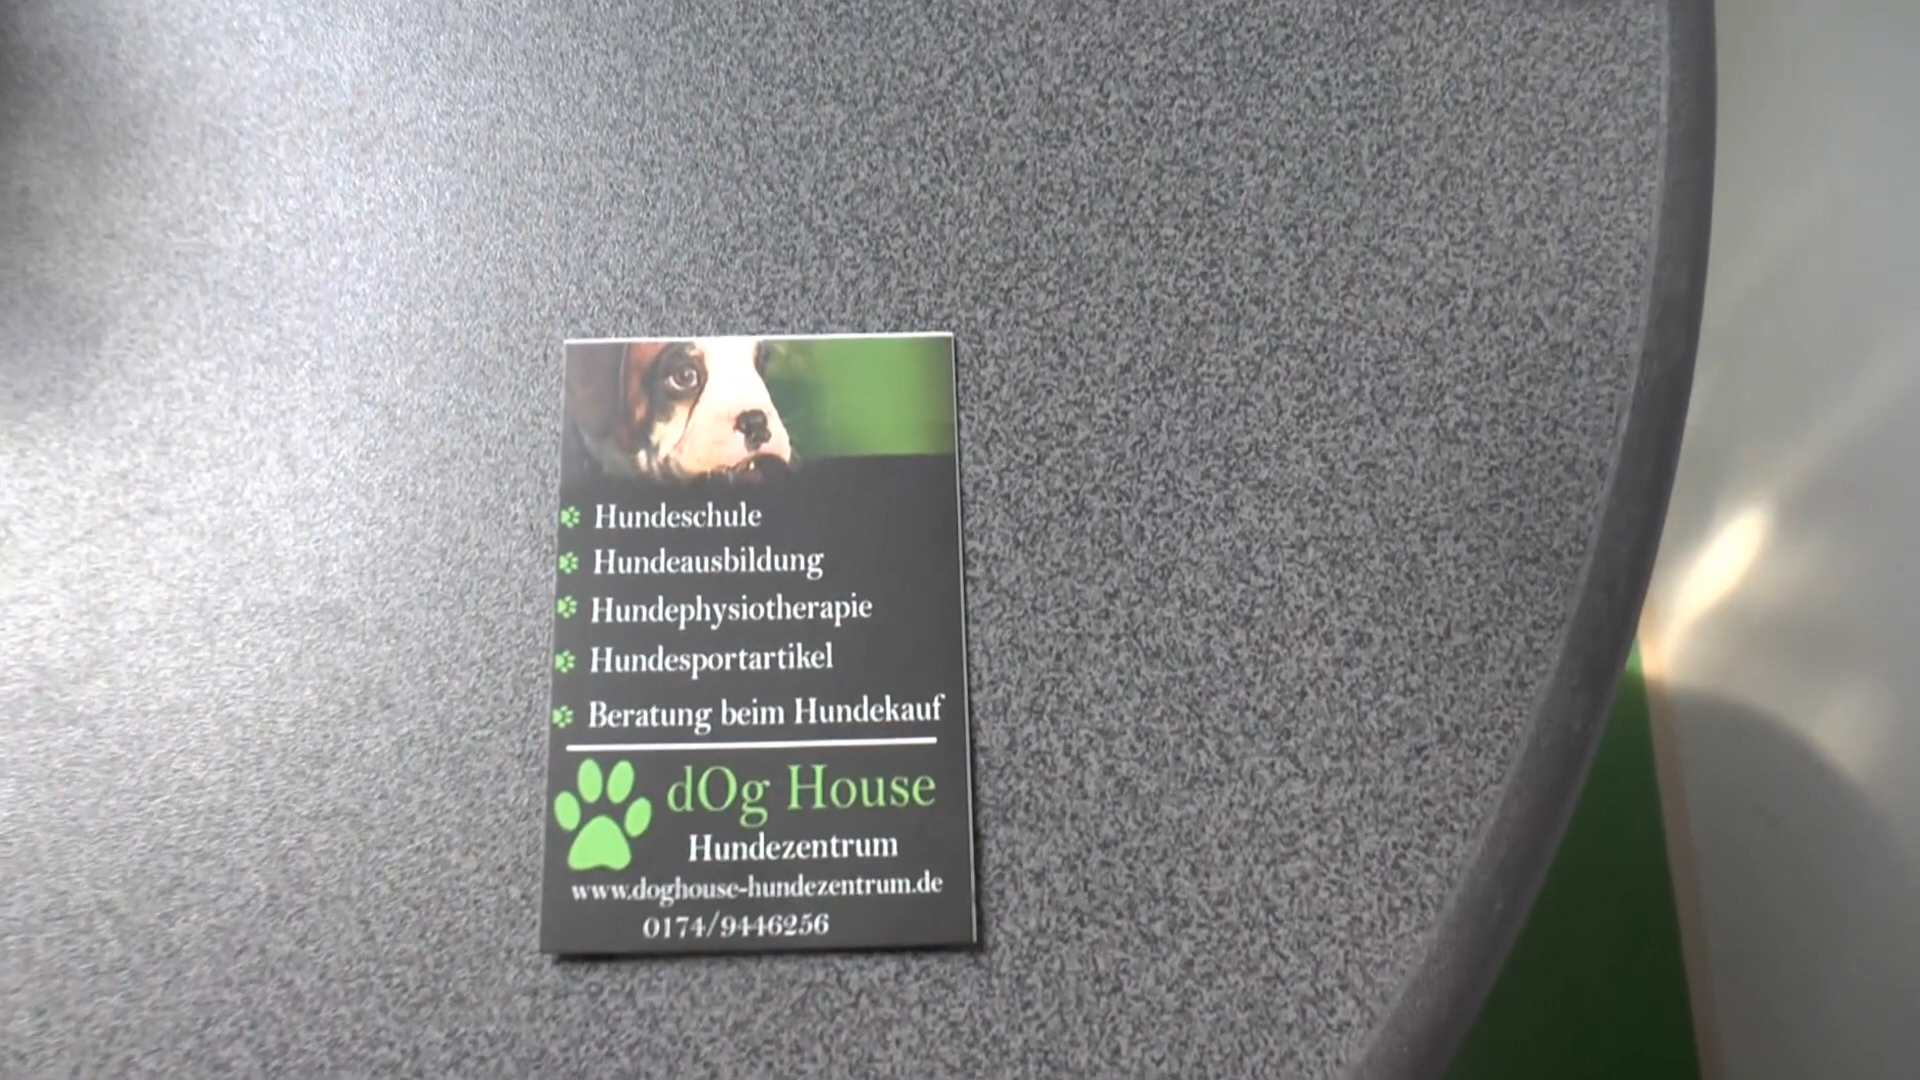 Hundeschule
Hundeausbildung
Hundephysiotherapie
Hundesportartikel
Beratung beim Hundekauf
dOg House
Hundezentrum
www.doghouse-hundezentrum.de
0174/9446256